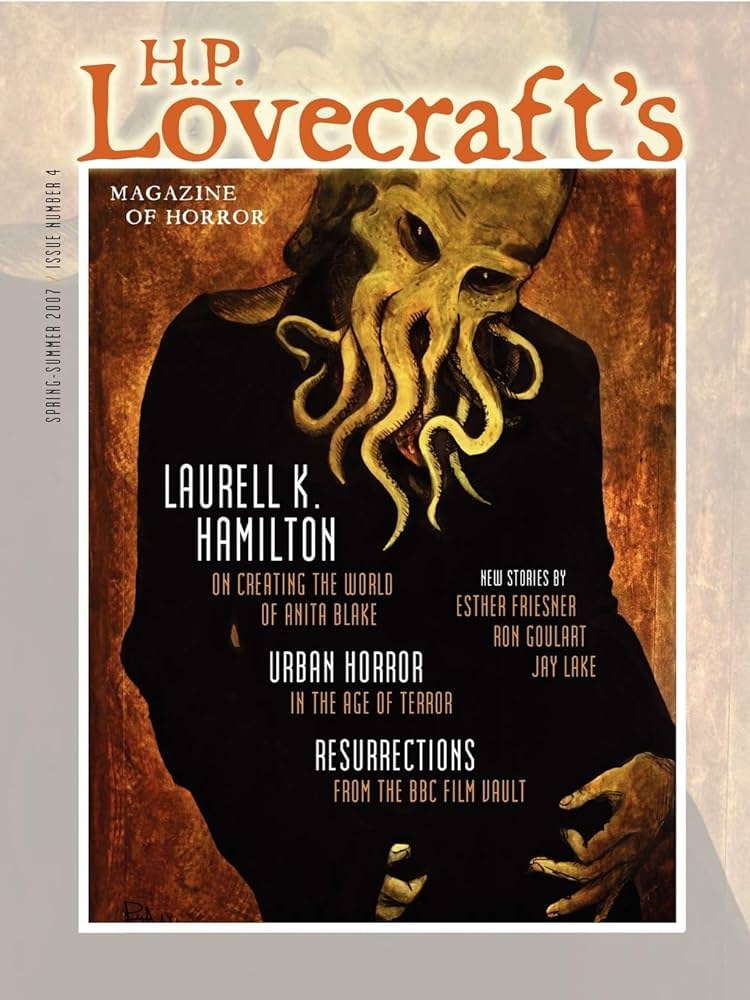 H.P.
Lovecraft's
MAGAZINE
OF HORROR
SPRING-SUMMER 2007 / ISSUE NUMBER 4
LAURELL K.
HAMILTON
ON CREATING THE WORLD
OF ANITA BLAKE
NEW STORIES BY
ESTHER FRIESNER
RON GOULART
JAY LAKE
URBAN HORROR
IN THE AGE OF TERROR
RESURRECTIONS
FROM THE BBC FILM VAULT